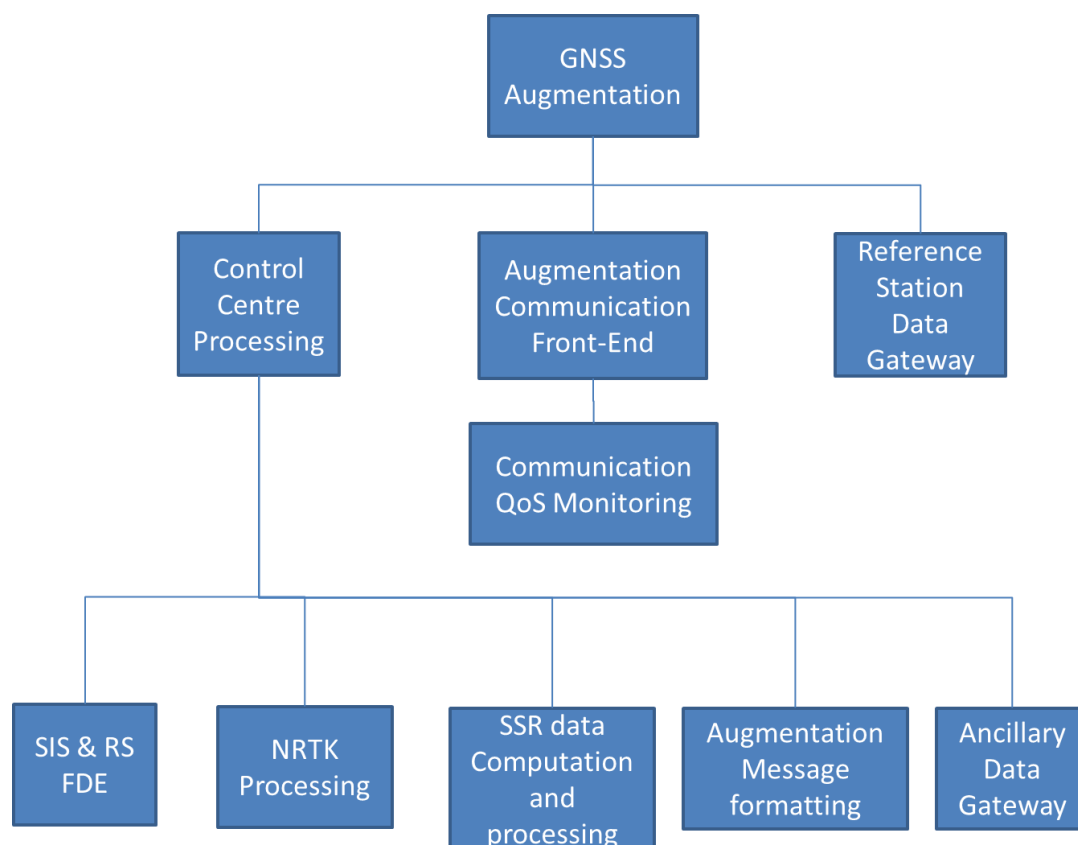 GNSS
Augmentation
Control
Centre
Processing
Augmentation
Communication
Front-End
Reference
Station
Data
Gateway
Communication
QoS Monitoring
SIS & RS
FDE
NRTK
Processing
SSR data
Computation
and
processing
Augmentation
Message
formatting
Ancillary
Data
Gateway